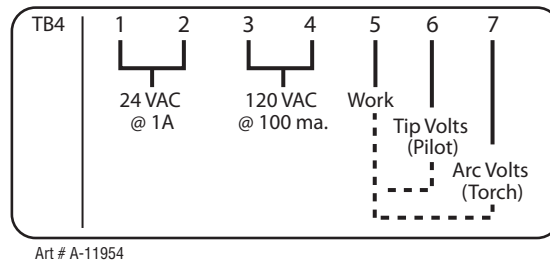 TB4 1 2 3 4 5 6 7
24 VAC 120 VAC Work
@ 1A @ 100 ma. Tip Volts
(Pilot)
Arc Volts
(Torch)
Art # A-11954